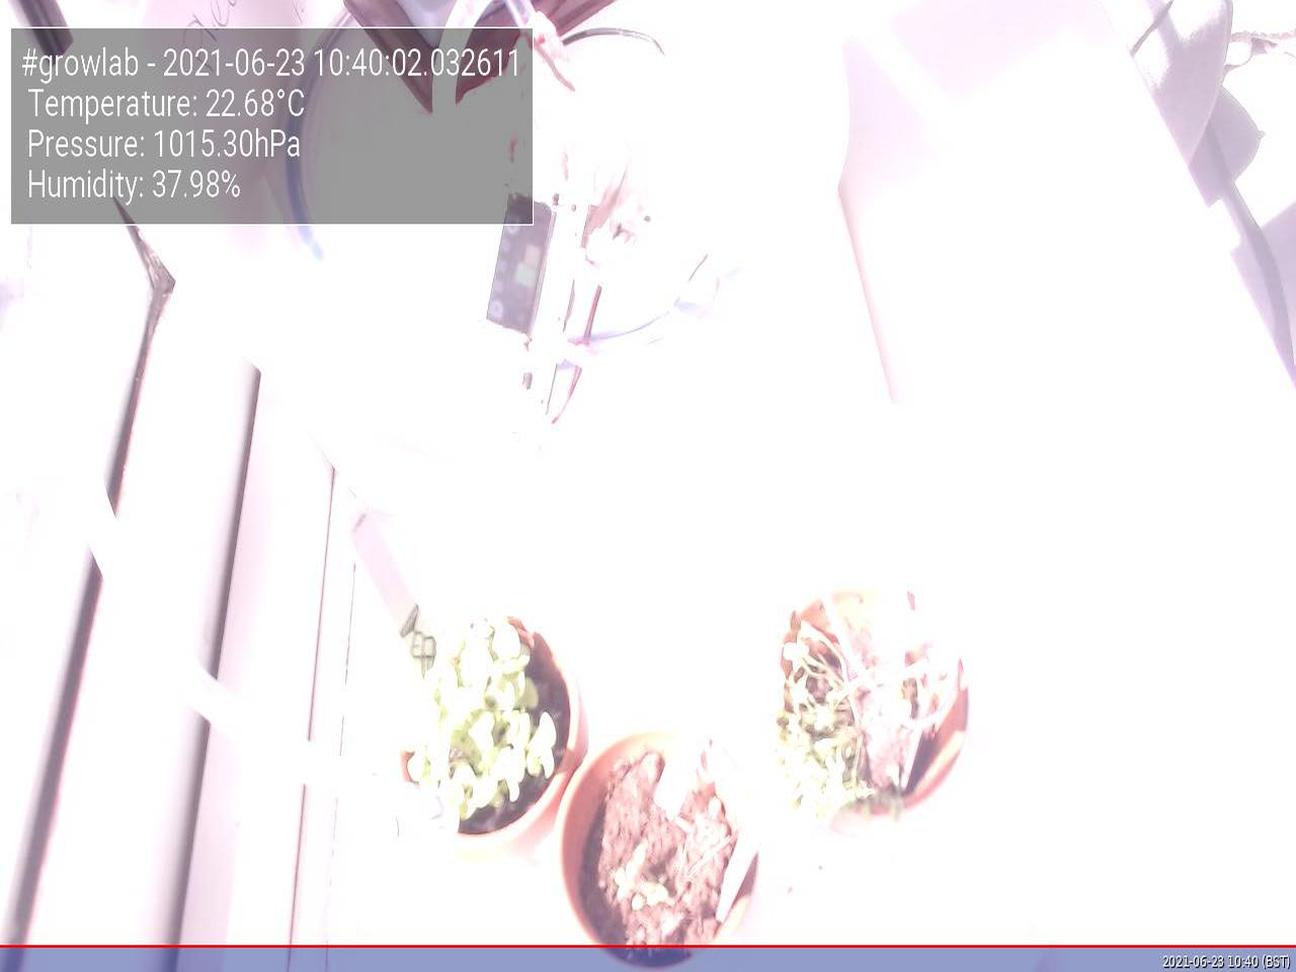 #growlab - 2021-06-23 10:40:02.032611
Temperature: 22.68°C
Pressure: 1015.30hPa
Humidity: 37.98%
2021-06-23 10:40 (BST)